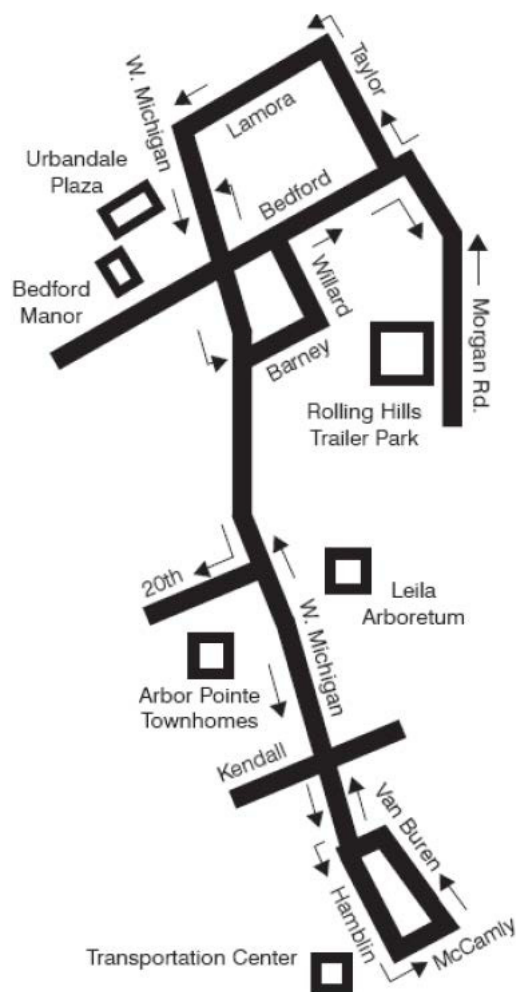 Taylor
W. Michigan
Lamora
Urbandale
Plaza
Bedford
Bedford
Manor
Willard
Barney
Morgan Rd.
Rolling Hills
Trailer Park
20th
W. Michigan
Leila
Arboretum
Arbor Pointe
Townhomes
Kendall
Van Buren
Hamblin
McCamly
Transportation Center